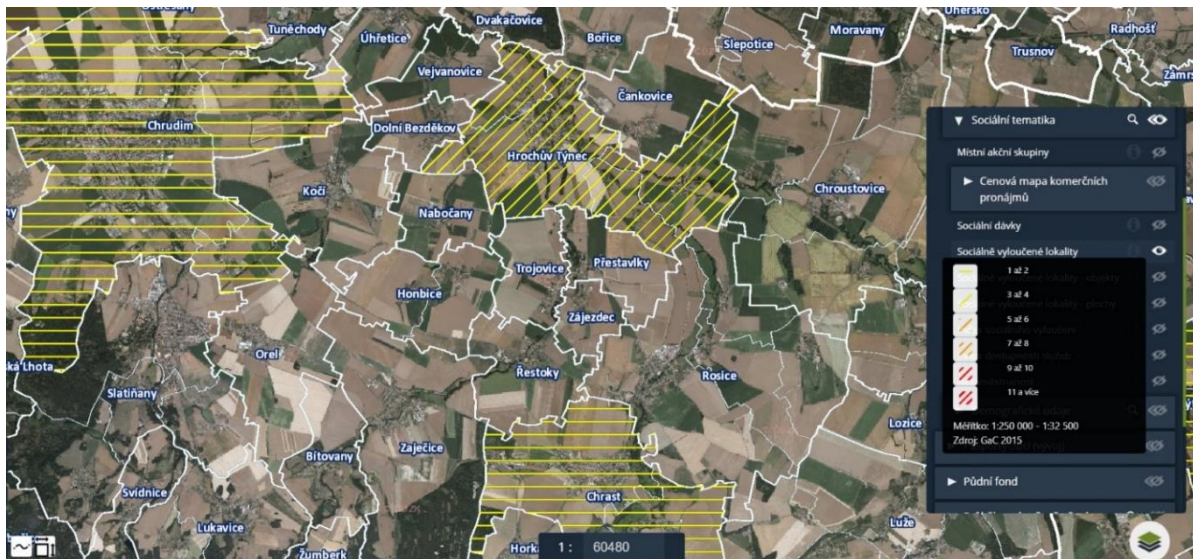 Ostřešany
Tuněchody
Úhřetice
Dvakačovice
Bořice
Slepotice
Moravany
Uhersko
Radhošť
Trusnov
Vejvanovice
Čankovice
Chrudim
Dolní Bezděkov
Hrochův Týnec
Kočí
Chroustovice
Nabočany
Trojovice
Přestavlky
Honbice
Zájezdec
Orel
Řestoky
Rosice
Slatiňany
Lozice
Zaječice
Bítovany
Chrast
Svídnice
Lukavice
Luže
Žumberk
▼ Sociální tematika
Místní akční skupiny
► Cenová mapa komerčních
pronájmů
Sociální dávky
Sociálně vyloučené lokality
1 až 2
3 až 4
5 až 6
7 až 8
9 až 10
11 a více
Měřítko: 1:250 000 - 1:32 500
Zdroj: GaC 2015
► Půdní fond
1 : 60480